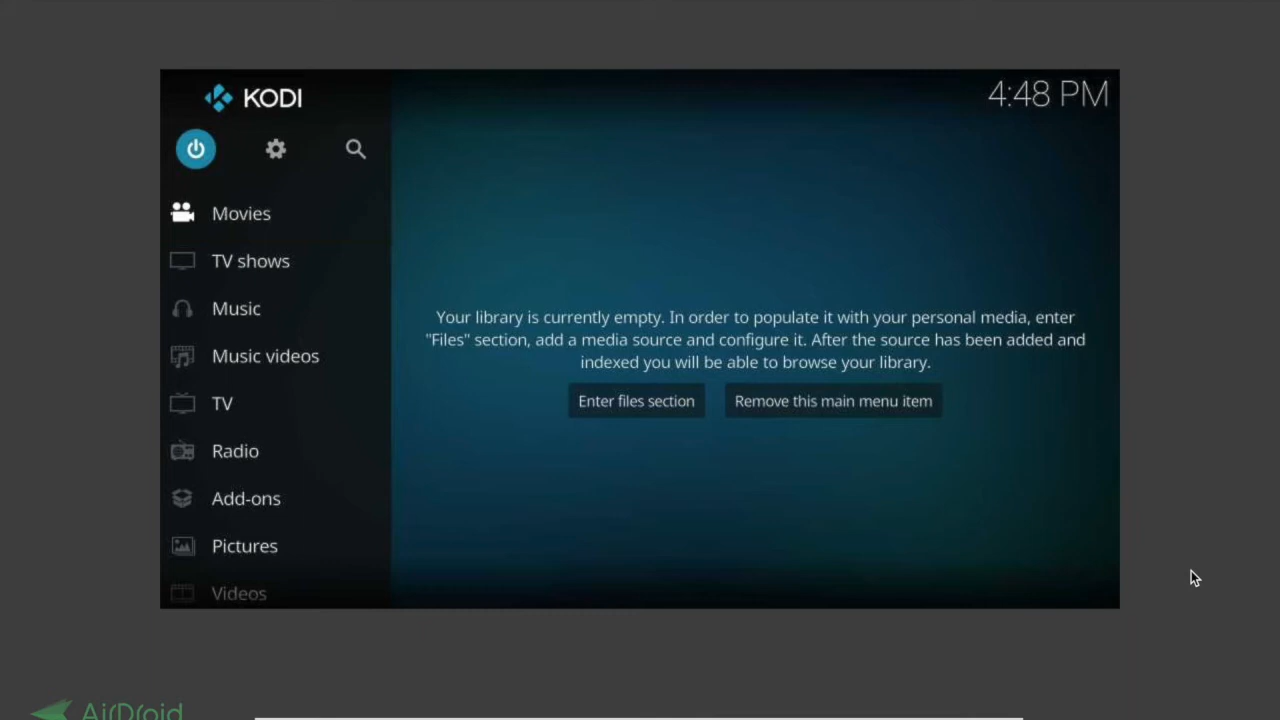 KODI
4:48 PM
Movies
TV shows
Music
Music videos
TV
Radio
Add-ons
Pictures
Videos
Your library is currently empty. In order to populate it with your personal media, enter
"Files" section, add a media source and configure it. After the source has been added and
indexed you will be able to browse your library.
Enter files section
Remove this main menu item
AirDroid